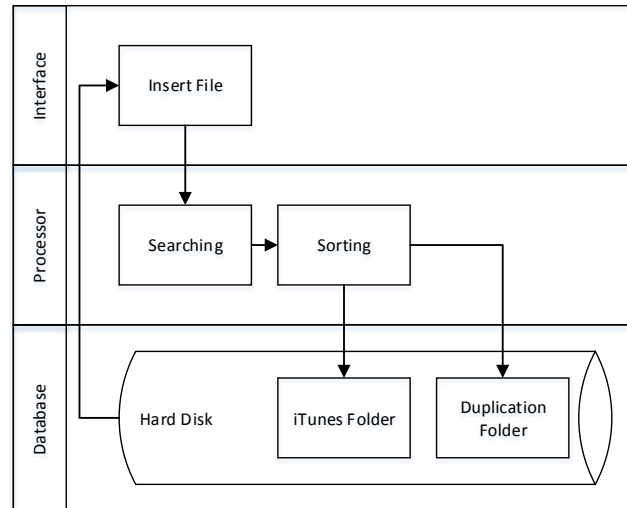 Interface
Insert File
Processor
Searching
Sorting
Database
Hard Disk
iTunes Folder
Duplication
Folder